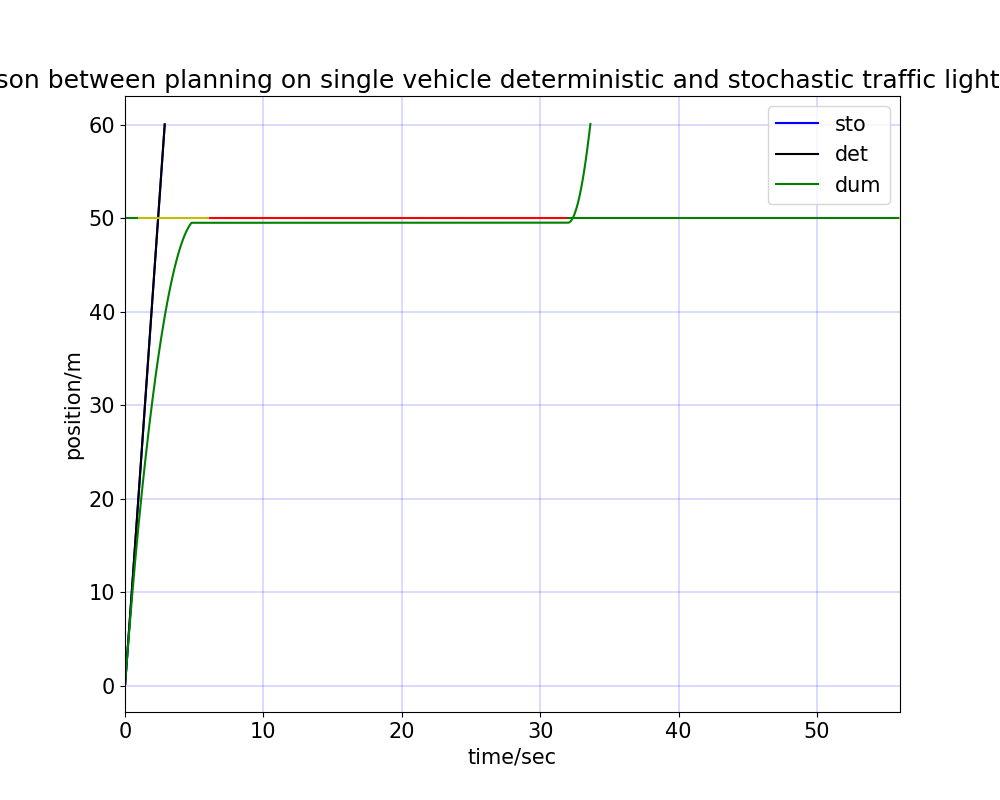 son between planning on single vehicle deterministic and stochastic traffic light
60
50
40
30
20
10
0
position/m
sto
det
dum
0 10 20 30 40 50
time/sec